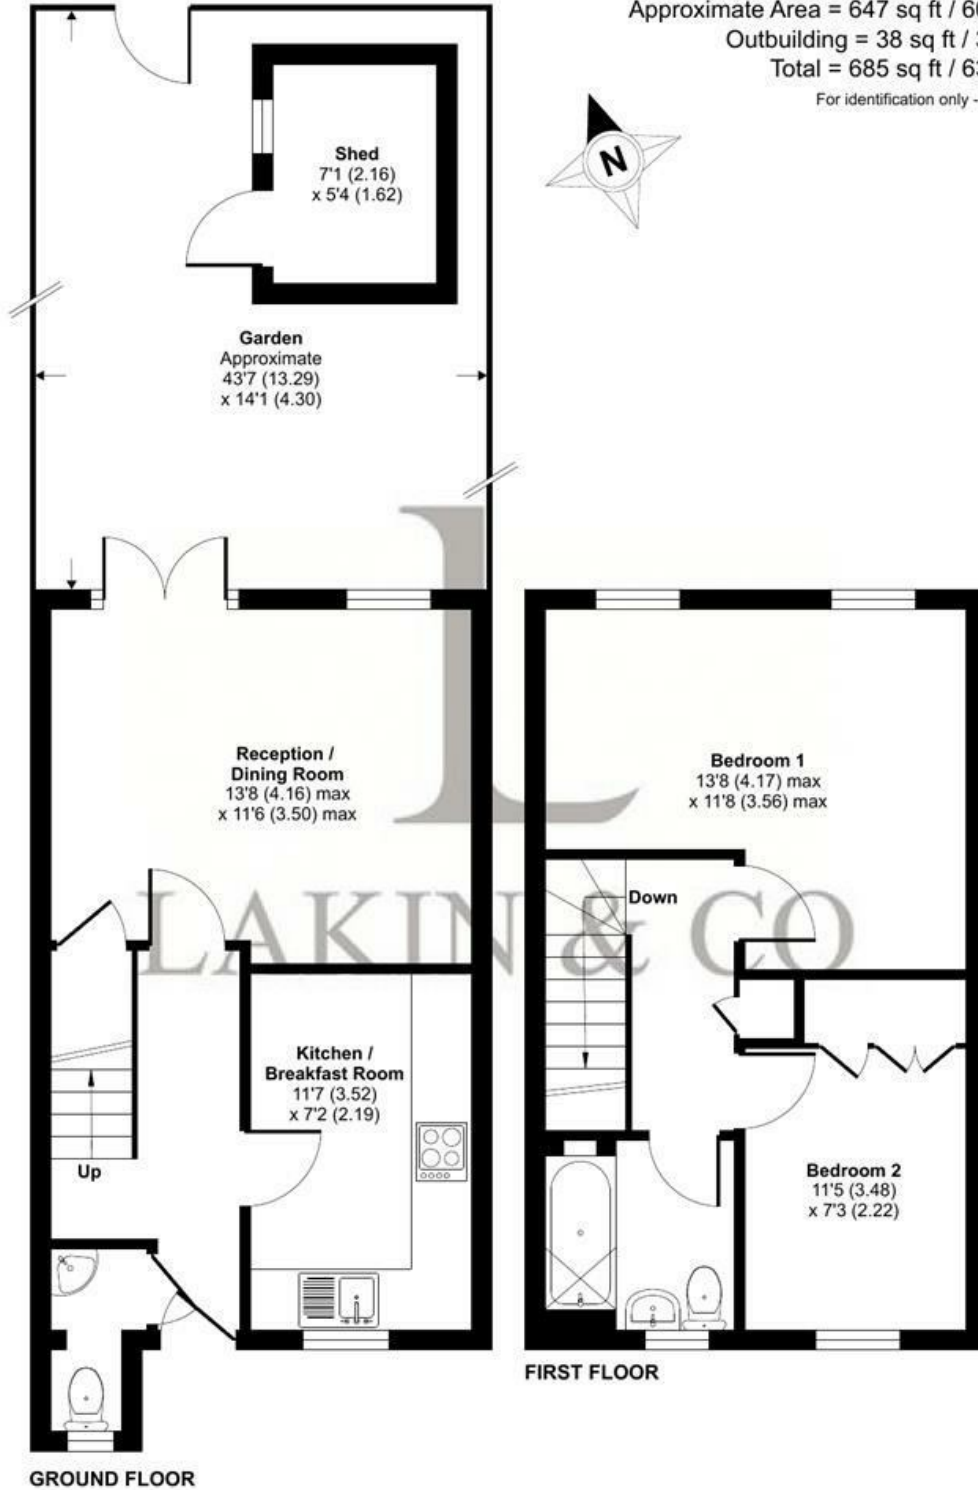 Approximate Area = 647 sq ft /
Outbuilding = 38 sq ft /
Total = 685 sq ft /
For identification only -
N
Shed
7'1 (2.16)
x 5'4 (1.62)
Garden
Approximate
43'7 (13.29)
x 14'1 (4.30)
Reception /
Dining Room
13'8 (4.16) max
x 11'6 (3.50) max
Bedroom 1
13'8 (4.17) max
x 11'8 (3.56) max
Down
L
LAKIN & CO
Kitchen /
Breakfast Room
11'7 (3.52)
x 7'2 (2.19)
Up
Bedroom 2
11'5 (3.48)
x 7'3 (2.22)
FIRST FLOOR
GROUND FLOOR